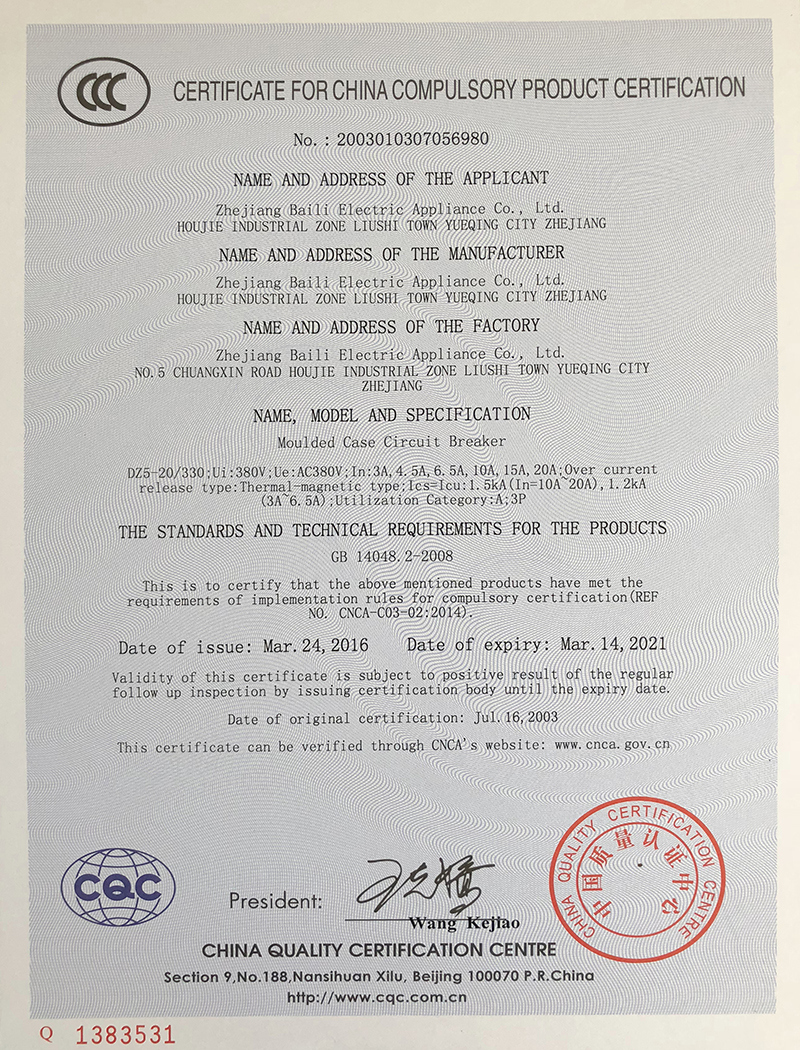 CCC
CERTIFICATE FOR CHINA COMPULSORY PRODUCT CERTIFICATION
No. : 2003010307056980
NAME AND ADDRESS OF THE APPLICANT
Zhejiang Baili Electric Appliance Co., Ltd.
HOUJIE INDUSTRIAL ZONE LIUSHI TOWN YUEQING CITY ZHEJIANG
NAME AND ADDRESS OF THE MANUFACTURER
Zhejiang Baili Electric Appliance Co., Ltd.
HOUJIE INDUSTRIAL ZONE LIUSHI TOWN YUEQING CITY ZHEJIANG
NAME AND ADDRESS OF THE FACTORY
Zhejiang Baili Electric Appliance Co., Ltd.
NO.5 CHUANGXIN ROAD HOUJIE INDUSTRIAL ZONE LIUSHI TOWN YUEQING CITY
ZHEJIANG
NAME, MODEL AND SPECIFICATION
Moulded Case Circuit Breaker
DZ5-20/330;Ui:380V;Ue:AC380V;In:3A,4.5A,6.5A,10A,15A,20A;Over current
release type:Thermal-magnetic type;Ics=Icu:1.5kA(In=10A~20A),1.2kA
(3A~6.5A);Utilization Category:A;3P
THE STANDARDS AND TECHNICAL REQUIREMENTS FOR THE PRODUCTS
GB 14048.2-2008
This is to certify that the above mentioned products have met the
requirements of implementation rules for compulsory certification(REF
NO. CNCA-C03-02:2014).
Date of issue: Mar.24,2016 Date of expiry: Mar.14,2021
Validity of this certificate is subject to positive result of the regular
follow up inspection by issuing certification body until the expiry date.
Date of original certification: Jul.16,2003
This certificate can be verified through CNCA's website: www.cnca.gov.cn
CHINA QUALITY CERTIFICATION CENTRE
中国质量认证中心
CQC
President:
王克娇
Wang Kejiao
CHINA QUALITY CERTIFICATION CENTRE
Section 9,No.188,Nansihuan Xilu, Beijing 100070 P.R.China
http://www.cqc.com.cn
Q 1383531